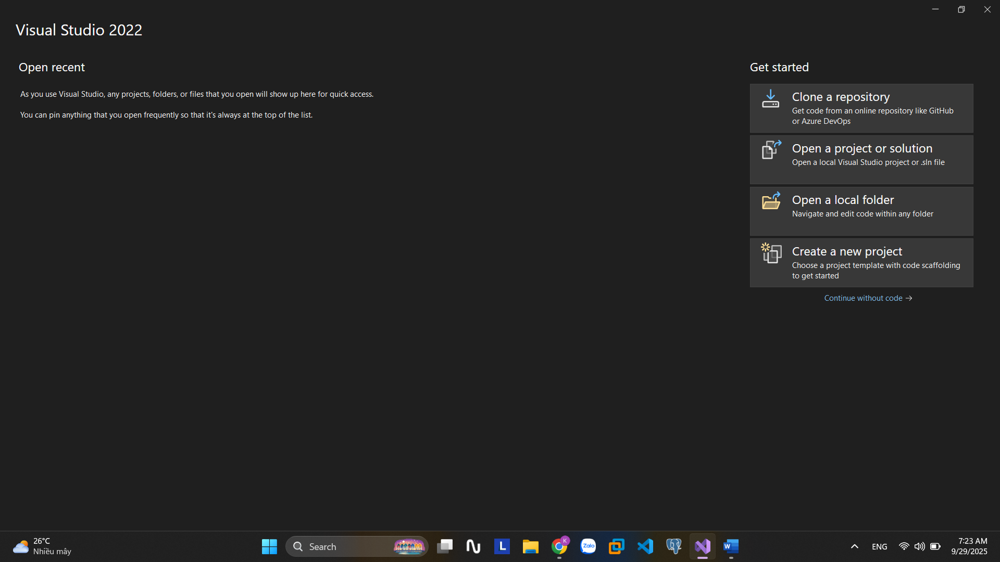 Visual Studio 2022
Open recent
As you use Visual Studio, any projects, folders, or files that you open will show up here for quick access.
You can pin anything that you open frequently so that it's always at the top of the list.
Get started
Clone a repository
Get code from an online repository like GitHub
or Azure DevOps
Open a project or solution
Open a local Visual Studio project or .sln file
Open a local folder
Navigate and edit code within any folder
Create a new project
Choose a project template with code scaffolding
to get started
Continue without code →
26°C
Nhiều mây
Search
L
K
Zalo
W
ENG
7:23 AM
9/29/2025